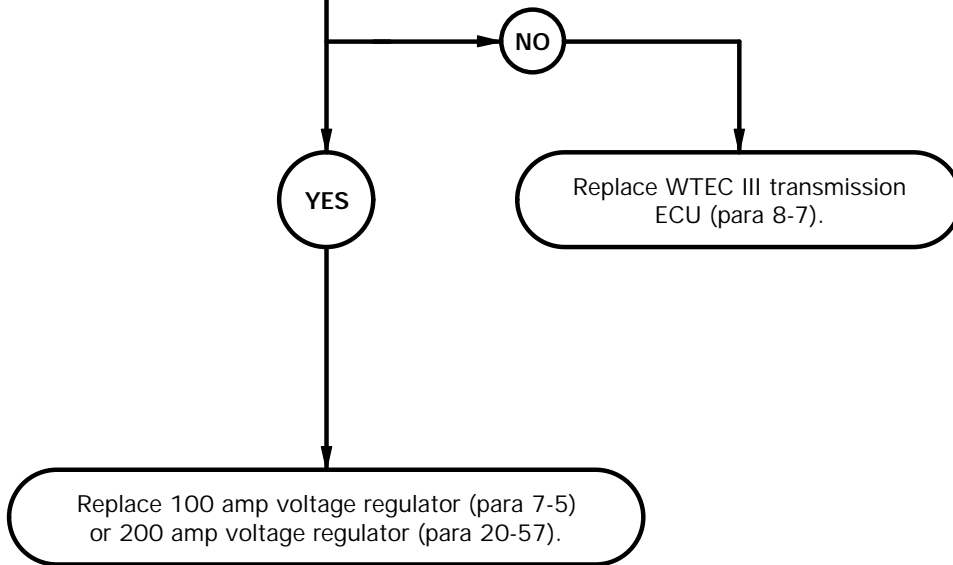 NO
YES
Replace WTEC III transmission
ECU (para 8-7).
Replace 100 amp voltage regulator (para 7-5)
or 200 amp voltage regulator (para 20-57).